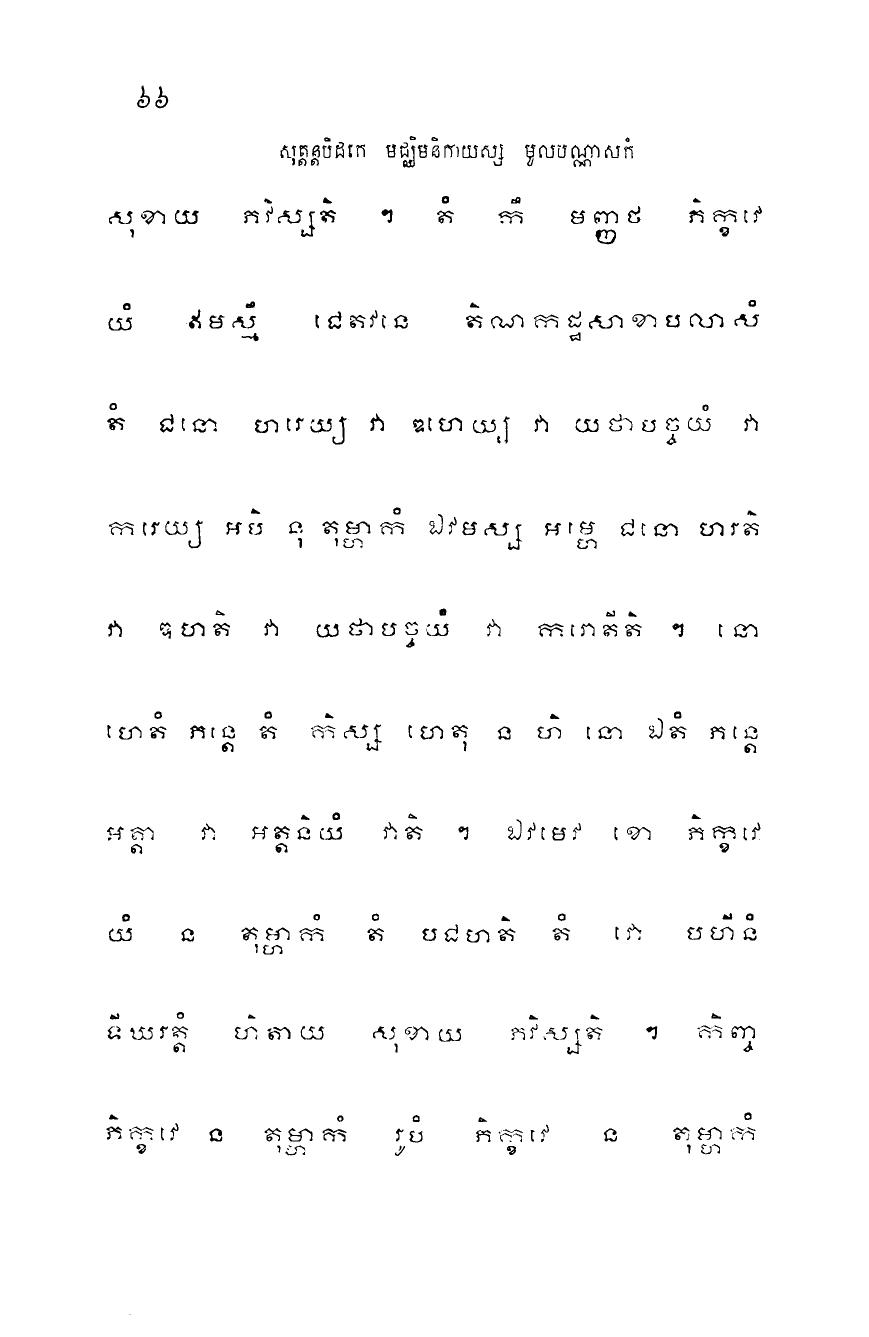 ៦៦
សុត្តន្តបិដកេ មជ្ឈិមនិកាយស្ស មូលបណ្ណាសកំ
សុខាយ ភវិស្សតិ ។ តំ កឹ មញ្ញថ ភិក្ខវេ
យំ ឥមស្មឹ ជេតវនេ តិណកដ្ឋសាខាបលាសំ
តំ ជនោ ហរេយ្យ វា ឌហេយ្យ វា យថាបច្ចយំ វា
ករេយ្យ អបិ នុ តុម្ហាកំ ឯវមស្ស អម្ហេ ជនោ ហរតិ
វា ឌហតិ វា យថាបច្ចយំ វា ករោតីតិ ។ នោ
ហេតំ ភន្តេ តំ កិស្ស ហេតុ ន ហិ នោ ឯតំ ភន្តេ
អត្តា វា អត្តនិយំ វាតិ ។ ឯវមេវ ខោ ភិក្ខវេ
យំ ន តុម្ហាកំ តំ បជហតិ តំ វោ បហីនំ
ទីឃរត្តំ ហិតាយ សុខាយ ភវិស្សតិ ។ កិញ្ច
ភិក្ខវេ ន តុម្ហាកំ រូបំ ភិក្ខវេ ន តុម្ហាកំ